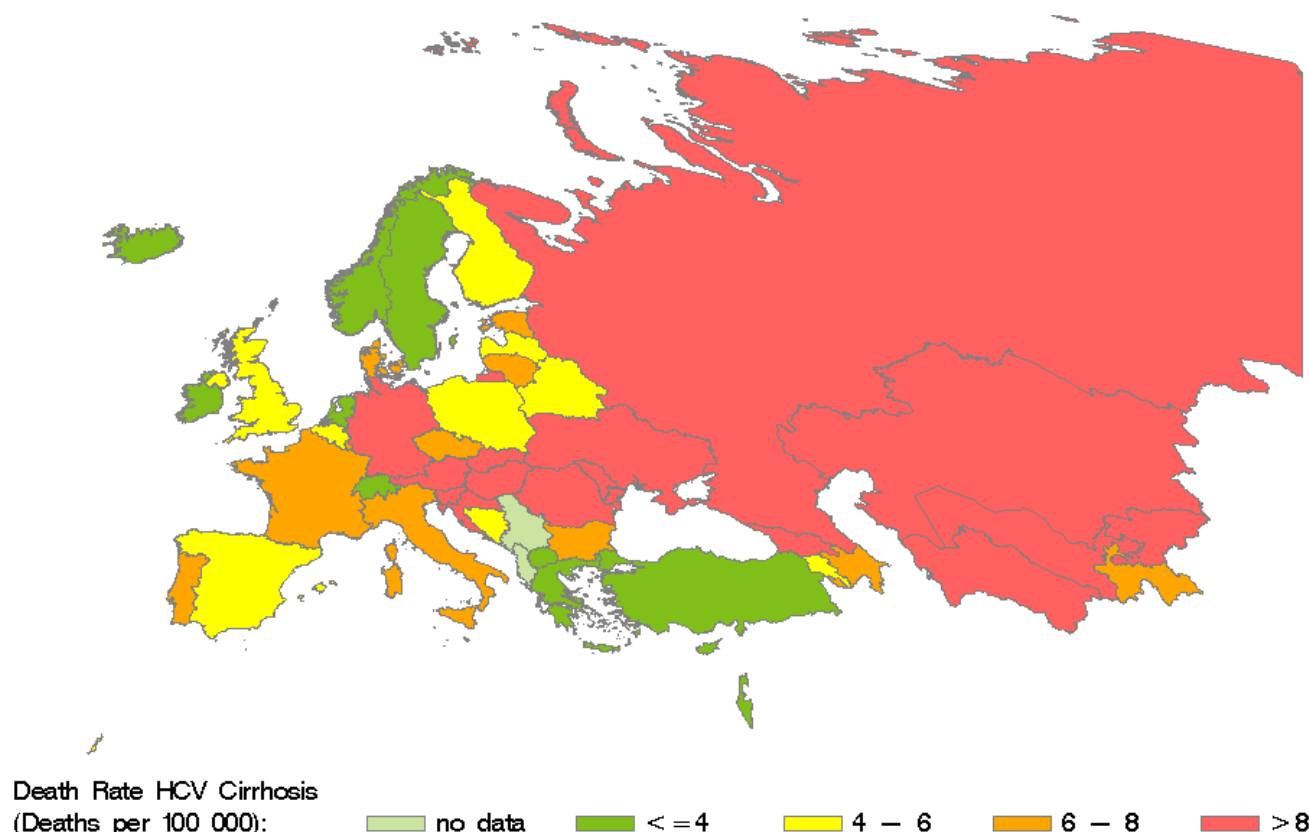 Death Rate HCV Cirrhosis
(Deaths per 100 000): no data <=4 4 – 6 6 – 8 >8